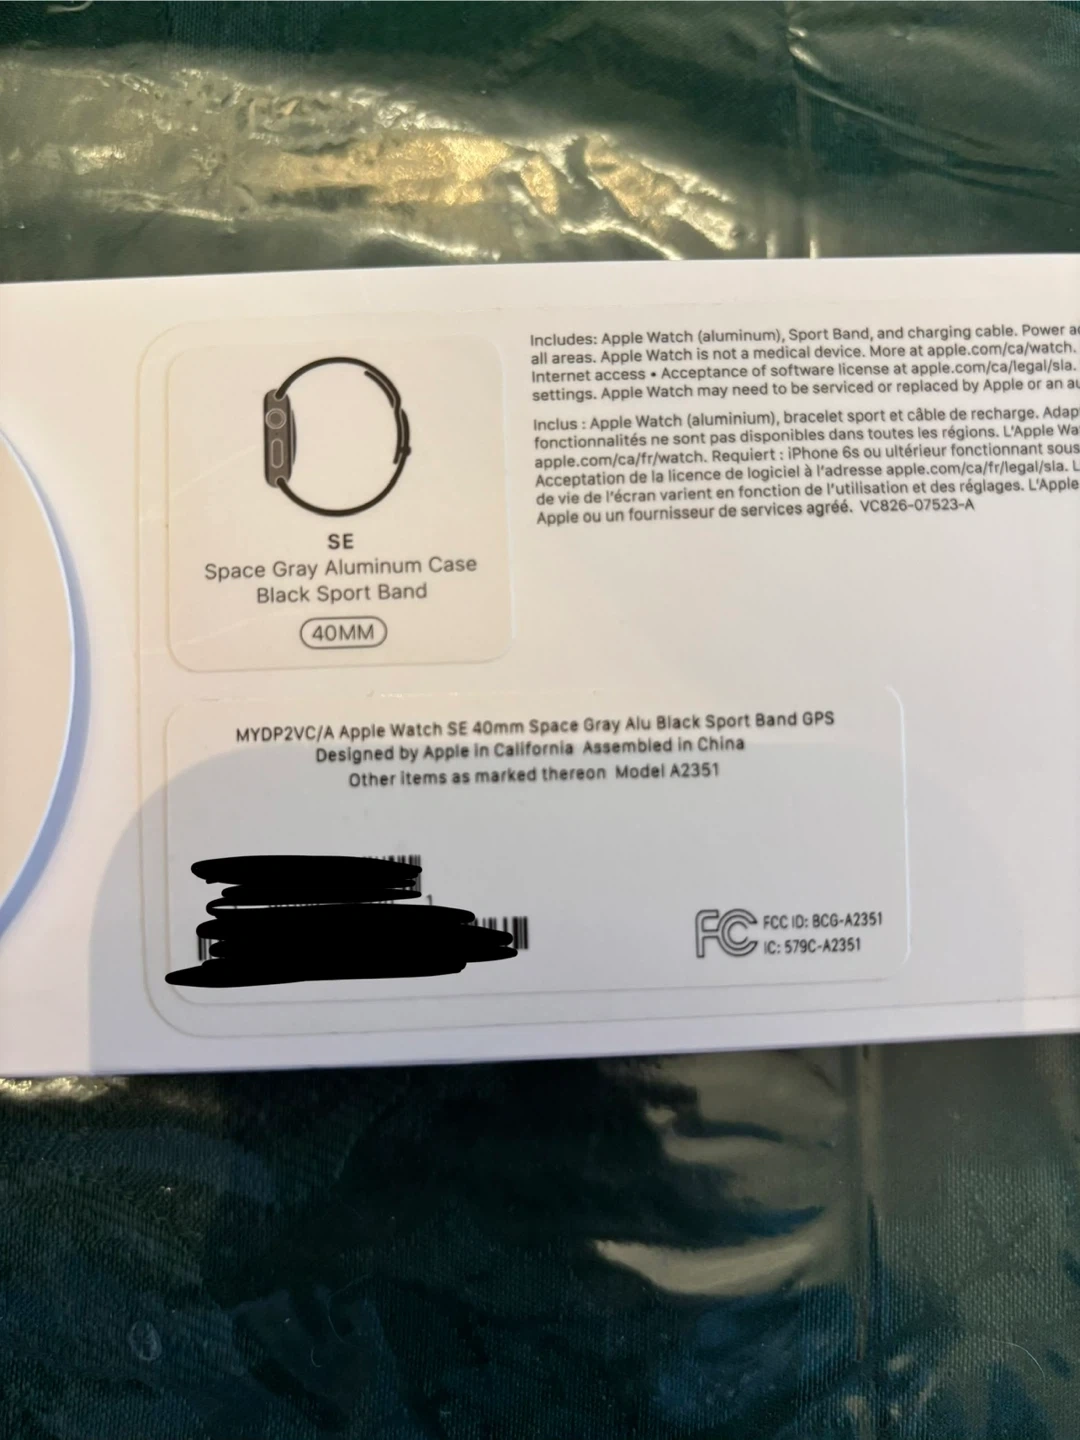 Includes: Apple Watch (aluminum), Sport Band, and charging cable. Power
all areas. Apple Watch is not a medical device. More at apple.com/ca/watch.
Internet access • Acceptance of software license at apple.com/ca/legal/sla.
settings. Apple Watch may need to be serviced or replaced by Apple or an
Inclus : Apple Watch (aluminium), bracelet sport et câble de recharge.
fonctionnalités ne sont pas disponibles dans toutes les régions. L'Apple
apple.com/ca/fr/watch. Requiert : iPhone 6s ou ultérieur fonctionnant sous
Acceptation de la licence de logiciel à l'adresse apple.com/ca/fr/legal/sla.
de vie de l'écran varient en fonction de l'utilisation et des réglages. L'Apple
Apple ou un fournisseur de services agréé. VC826-07523-A
SE
Space Gray Aluminum Case
Black Sport Band
40MM
MYDP2VC/A Apple Watch SE 40mm Space Gray Alu Black Sport Band GPS
Designed by Apple in California Assembled in China
Other items as marked thereon Model A2351
FC FCC ID: BCG-A2351
IC: 579C-A2351